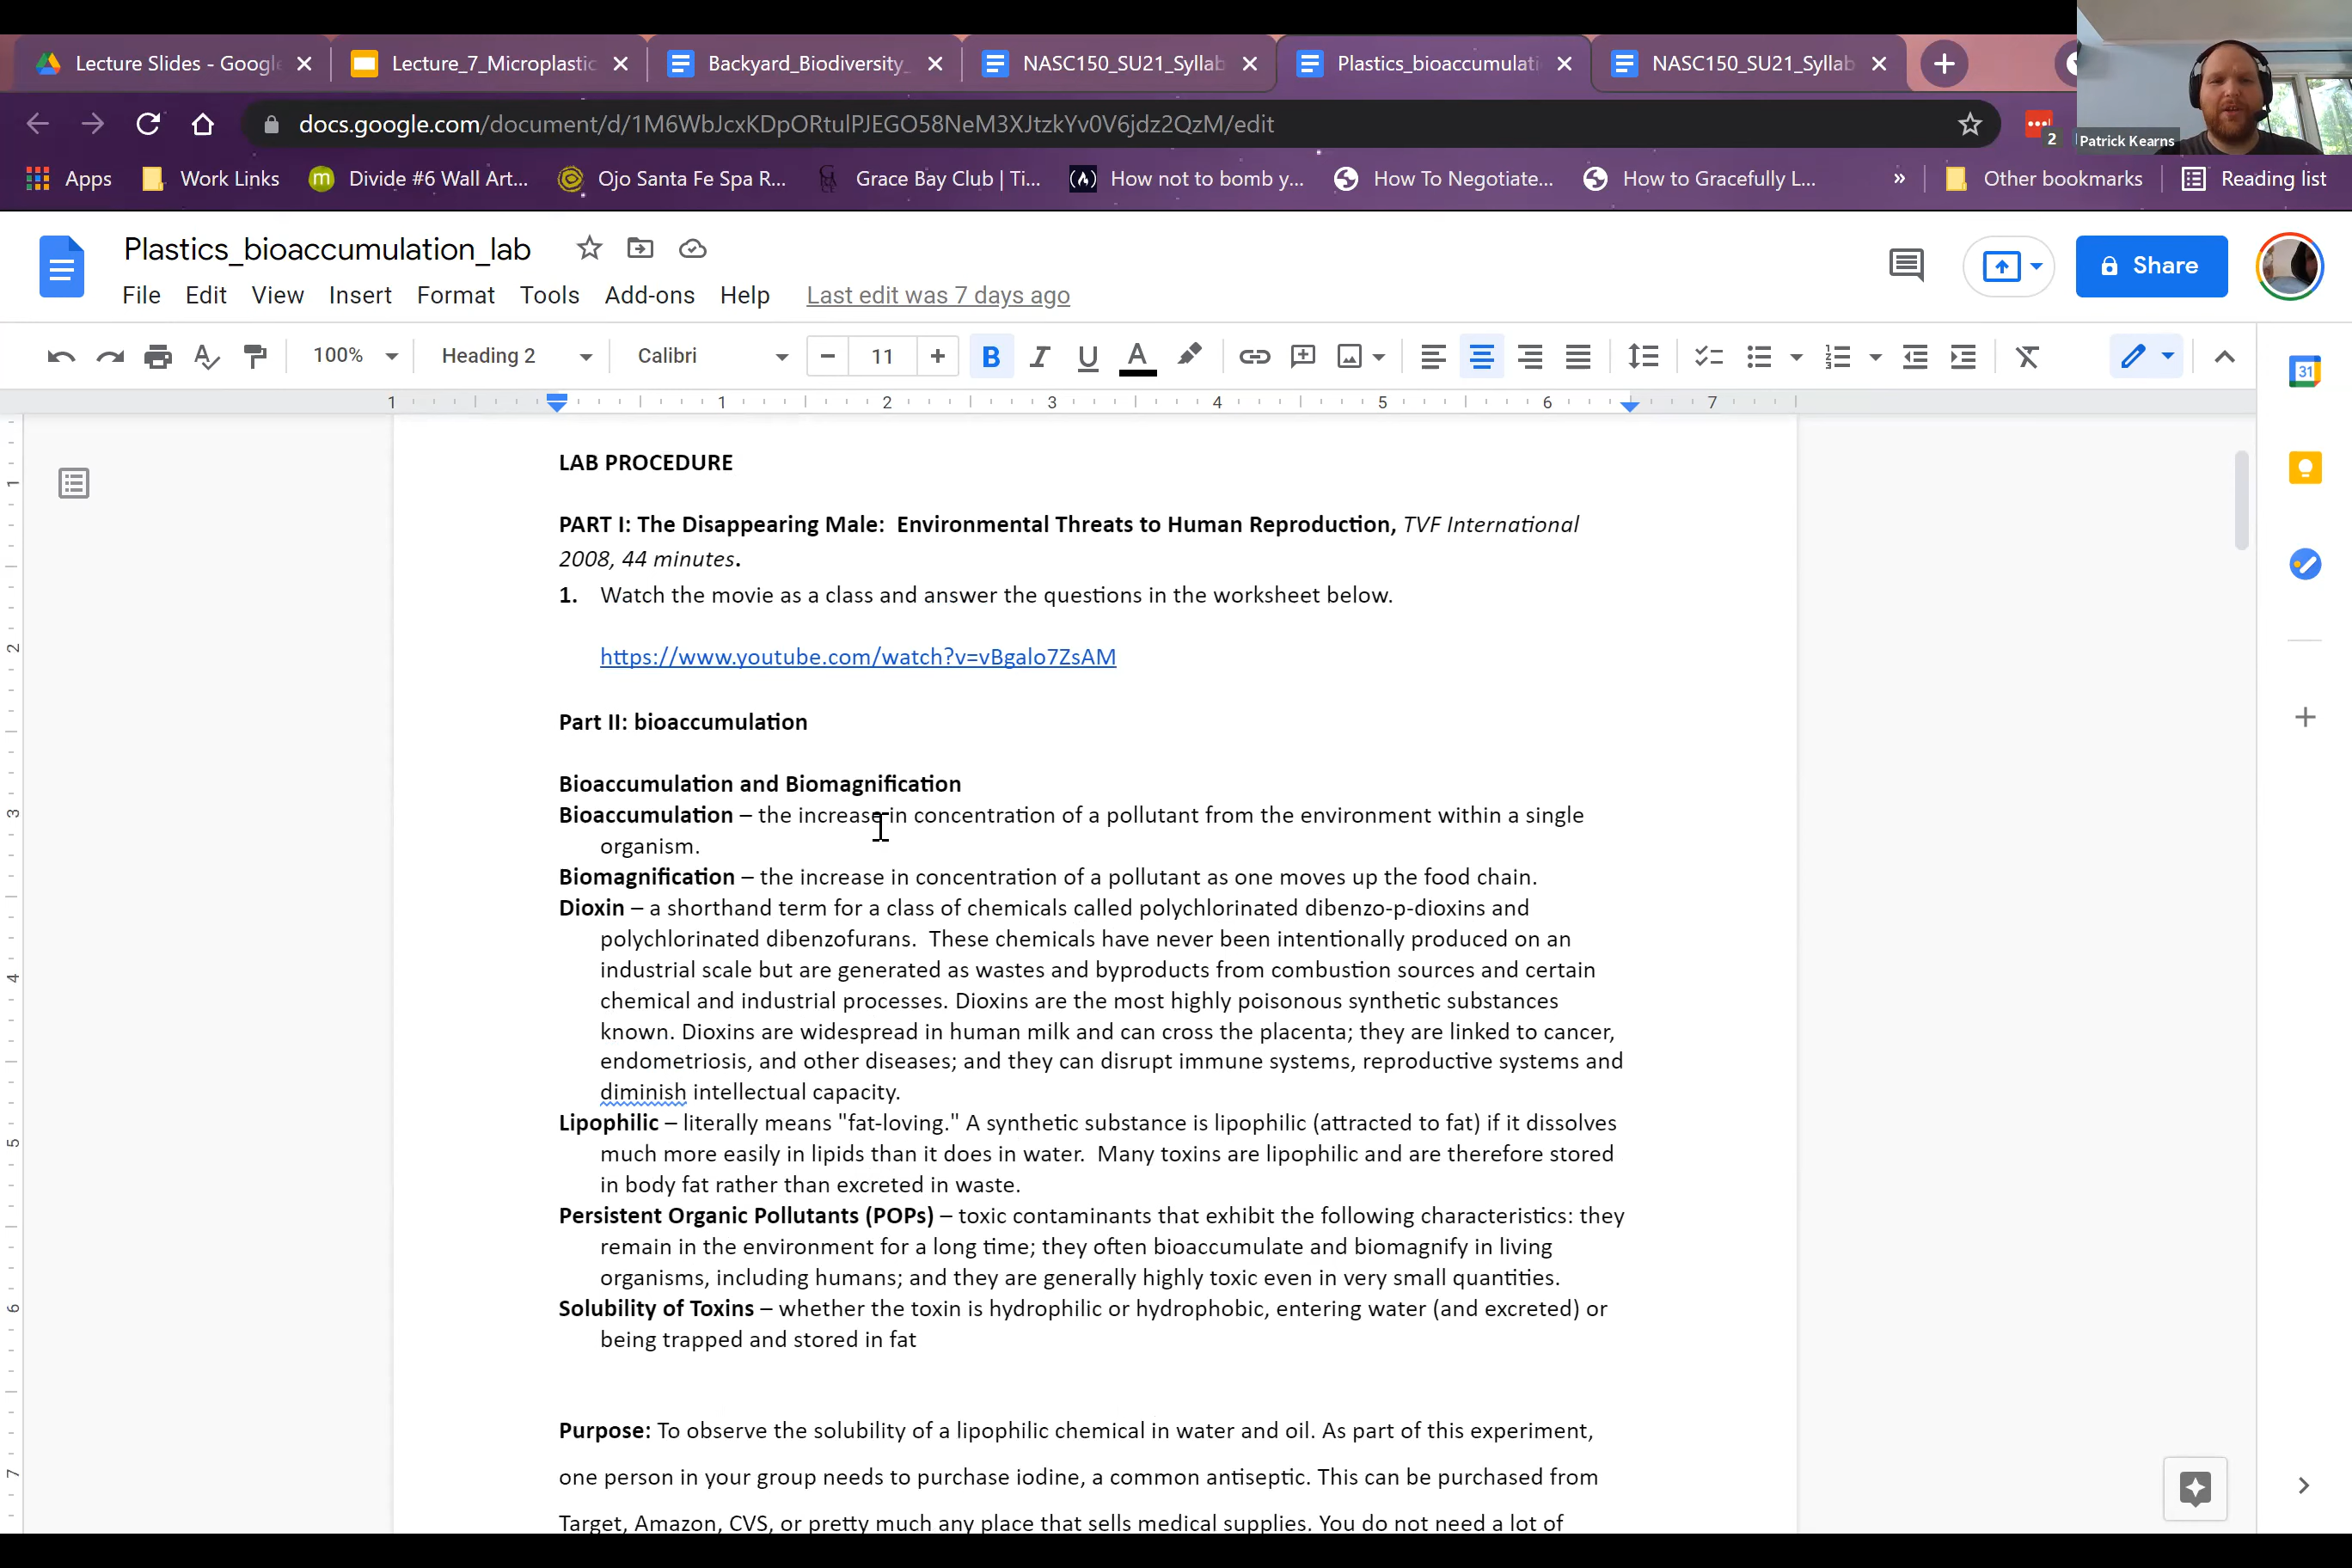 Lecture Slides - Google
Lecture_7_Microplastic
Backyard_Biodiversity_
NASC150_SU21_Syllab
Plastics_bioaccumulati
NASC150_SU21_Syllab
docs.google.com/document/d/1M6WbJcxKDpORtulPJEGO58NeM3XJtzkYv0V6jdz2QzM/edit
2
Patrick Kearns
Apps
Work Links
Divide #6 Wall Art...
Ojo Santa Fe Spa R...
Grace Bay Club | Ti...
How not to bomb y...
How To Negotiate...
How to Gracefully L...
»
Other bookmarks
Reading list
Plastics_bioaccumulation_lab
Share
File Edit View Insert Format Tools Add-ons Help Last edit was 7 days ago
100% Heading 2 Calibri – 11 + B I U A
31
1 1 2 3 4 5 6 7
LAB PROCEDURE
PART I: The Disappearing Male: Environmental Threats to Human Reproduction, TVF International
2008, 44 minutes.
1. Watch the movie as a class and answer the questions in the worksheet below.
https://www.youtube.com/watch?v=vBgalo7ZsAM
Part II: bioaccumulation
Bioaccumulation and Biomagnification
Bioaccumulation – the increase in concentration of a pollutant from the environment within a single
organism.
Biomagnification – the increase in concentration of a pollutant as one moves up the food chain.
Dioxin – a shorthand term for a class of chemicals called polychlorinated dibenzo-p-dioxins and
polychlorinated dibenzofurans. These chemicals have never been intentionally produced on an
industrial scale but are generated as wastes and byproducts from combustion sources and certain
chemical and industrial processes. Dioxins are the most highly poisonous synthetic substances
known. Dioxins are widespread in human milk and can cross the placenta; they are linked to cancer,
endometriosis, and other diseases; and they can disrupt immune systems, reproductive systems and
diminish intellectual capacity.
Lipophilic – literally means "fat-loving." A synthetic substance is lipophilic (attracted to fat) if it dissolves
much more easily in lipids than it does in water. Many toxins are lipophilic and are therefore stored
in body fat rather than excreted in waste.
Persistent Organic Pollutants (POPs) – toxic contaminants that exhibit the following characteristics: they
remain in the environment for a long time; they often bioaccumulate and biomagnify in living
organisms, including humans; and they are generally highly toxic even in very small quantities.
Solubility of Toxins – whether the toxin is hydrophilic or hydrophobic, entering water (and excreted) or
being trapped and stored in fat
Purpose: To observe the solubility of a lipophilic chemical in water and oil. As part of this experiment,
one person in your group needs to purchase iodine, a common antiseptic. This can be purchased from
Target, Amazon, CVS, or pretty much any place that sells medical supplies. You do not need a lot of
1
2
3
4
5
6
7